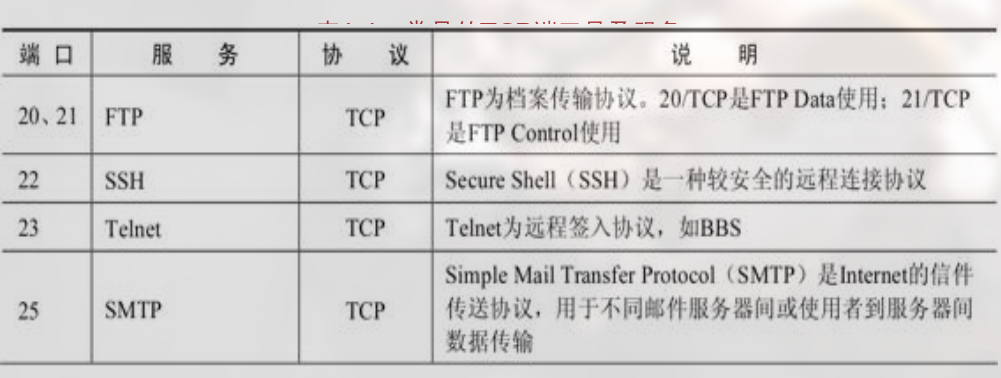 端 口 服 务 协 议 说 明
20、21 FTP TCP FTP为档案传输协议。20/TCP是FTP Data使用；21/TCP
是FTP Control使用
22 SSH TCP Secure Shell（SSH）是一种较安全的远程连接协议
23 Telnet TCP Telnet为远程签入协议，如BBS
25 SMTP TCP Simple Mail Transfer Protocol（SMTP）是Internet的信件
传送协议，用于不同邮件服务器间或使用者到服务器间
数据传输